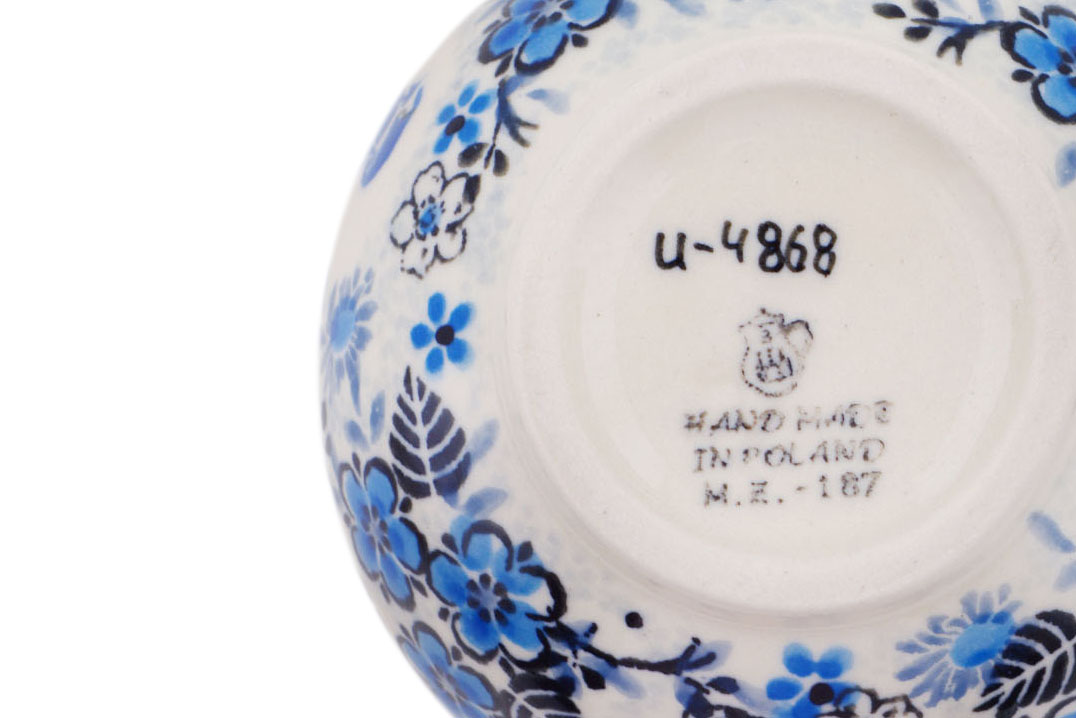 u-4868
HAND MADE
IN POLAND
M.Z.-187